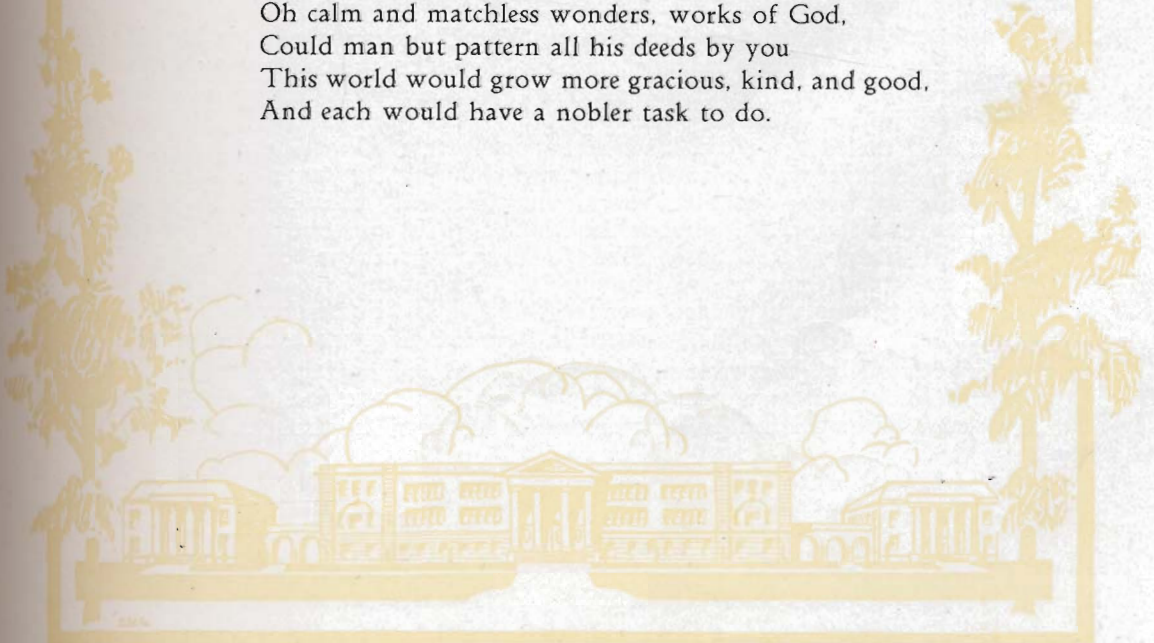 Oh calm and matchless wonders, works of God,
Could man but pattern all his deeds by you
This world would grow more gracious, kind, and good,
And each would have a nobler task to do.